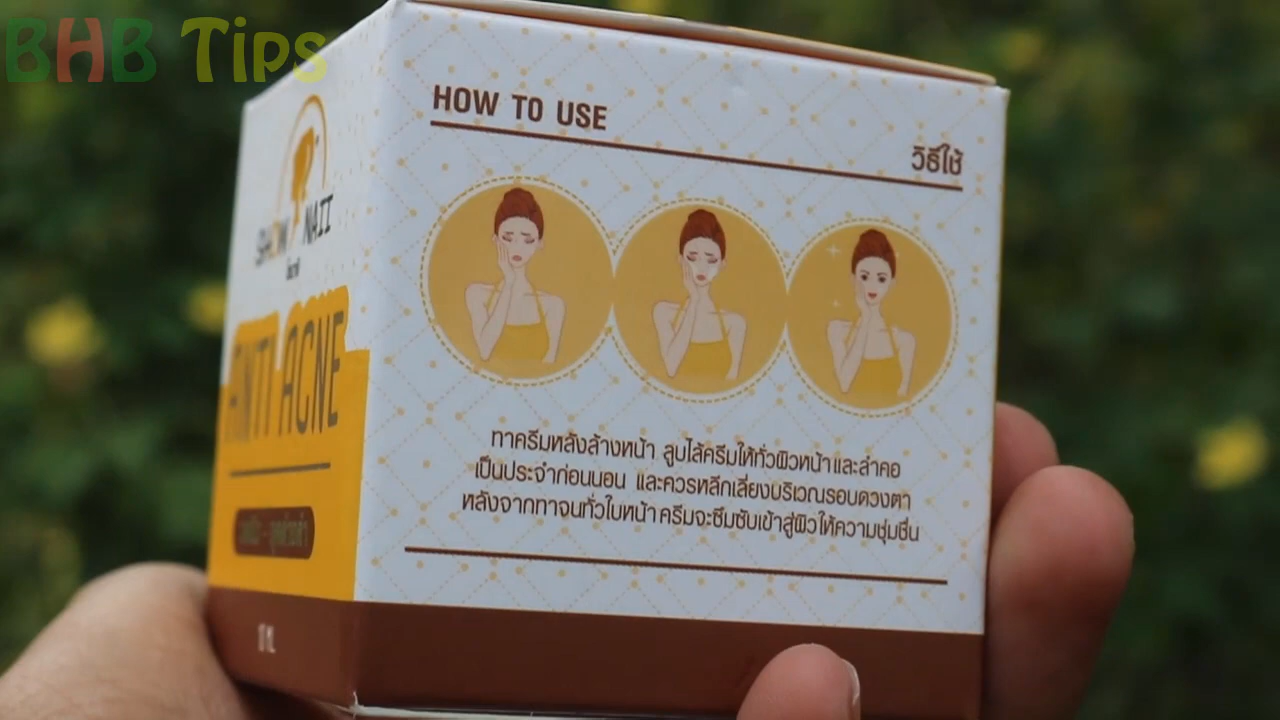 BHB Tips
HOW TO USE
วิธีใช้
NAII
ANTI ACNE
ทาครีมหลังล้างหน้า ลูบไล้ครีมให้ทั่วผิวหน้าและลำคอ
เป็นประจำก่อนนอน และควรหลีกเลี่ยงบริเวณรอบดวงตา
หลังจากทาจนทั่วใบหน้า ครีมจะซึมซับเข้าสู่ผิวให้ความชุ่มชื่น